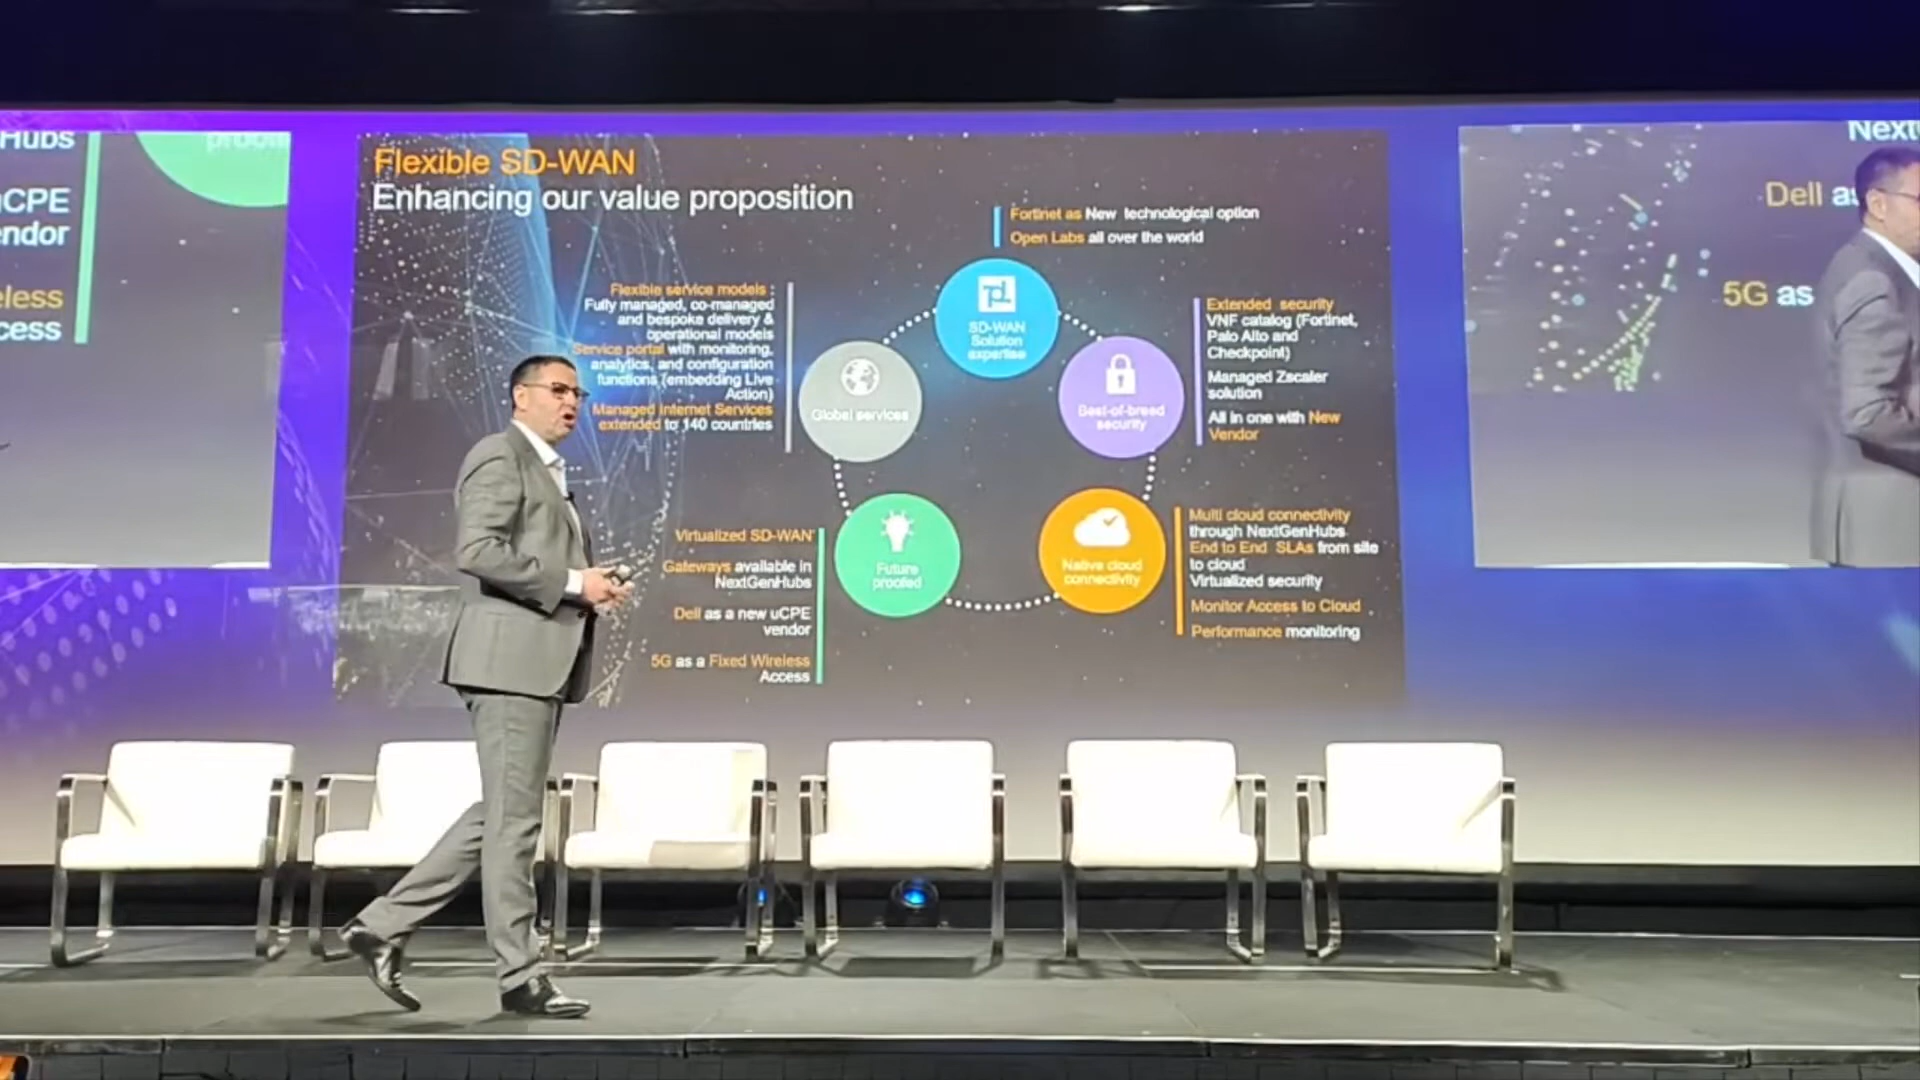 Flexible SD-WAN
Enhancing our value proposition
Fortinet as New technological option
Open Labs all over the world
SD-WAN
Solution
expertise
Flexible service models :
Fully managed, co-managed
and bespoke delivery &
operational models
Service portal with monitoring,
analytics, and configuration
functions (embedding Live
Action)
Managed Internet Services
extended to 140 countries
Global services
Extended security
VNF catalog (Fortinet,
Palo Alto and
Checkpoint)
Managed Zscaler
solution
All in one with New
Vendor
Best-of-breed
security
Virtualized SD-WAN
Gateways available in
NextGenHubs
Dell as a new uCPE
vendor
5G as a Fixed Wireless
Access
Future
proofed
Native cloud
connectivity
Multi cloud connectivity
through NextGenHubs
End to End SLAs from site
to cloud
Virtualized security
Monitor Access to Cloud
Performance monitoring
Hubs
uCPE
endor
eless
cess
Next
Dell as
5G as